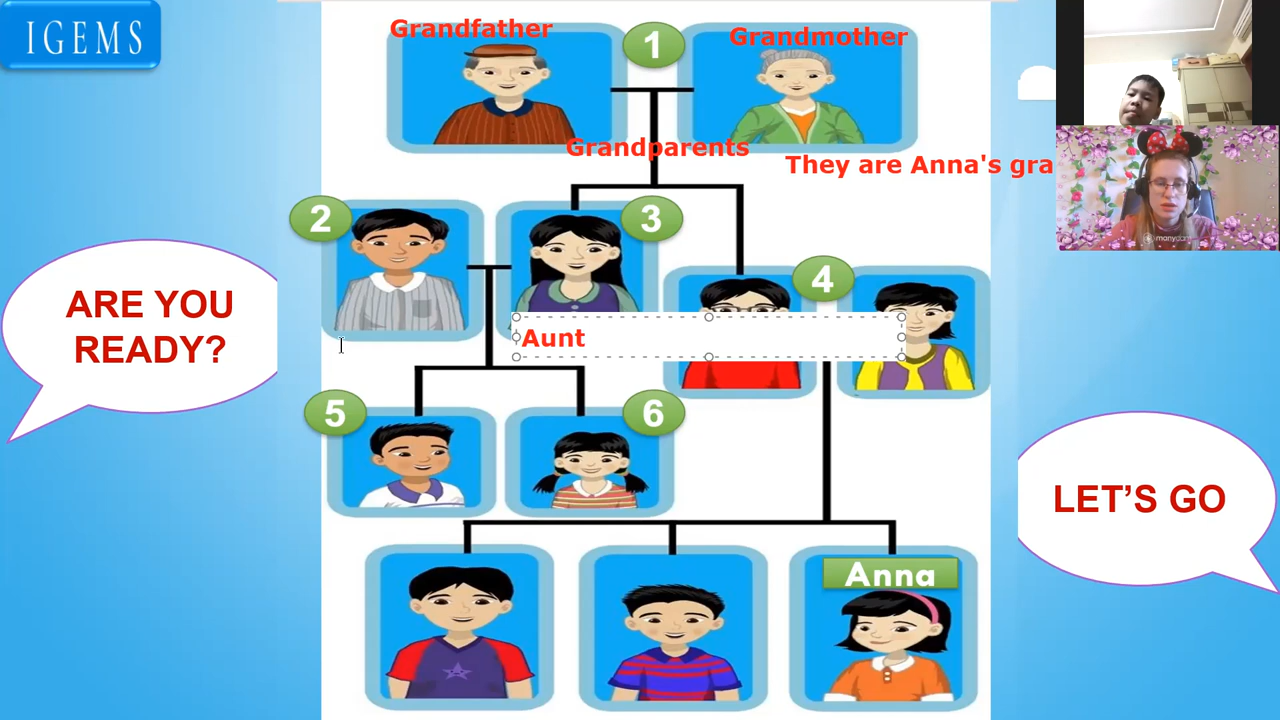 IGEMS
Grandfather
1
Grandmother
Grandparents
They are Anna's gra
2
3
4
ARE YOU
READY?
Aunt
5
6
LET'S GO
Anna
manycam